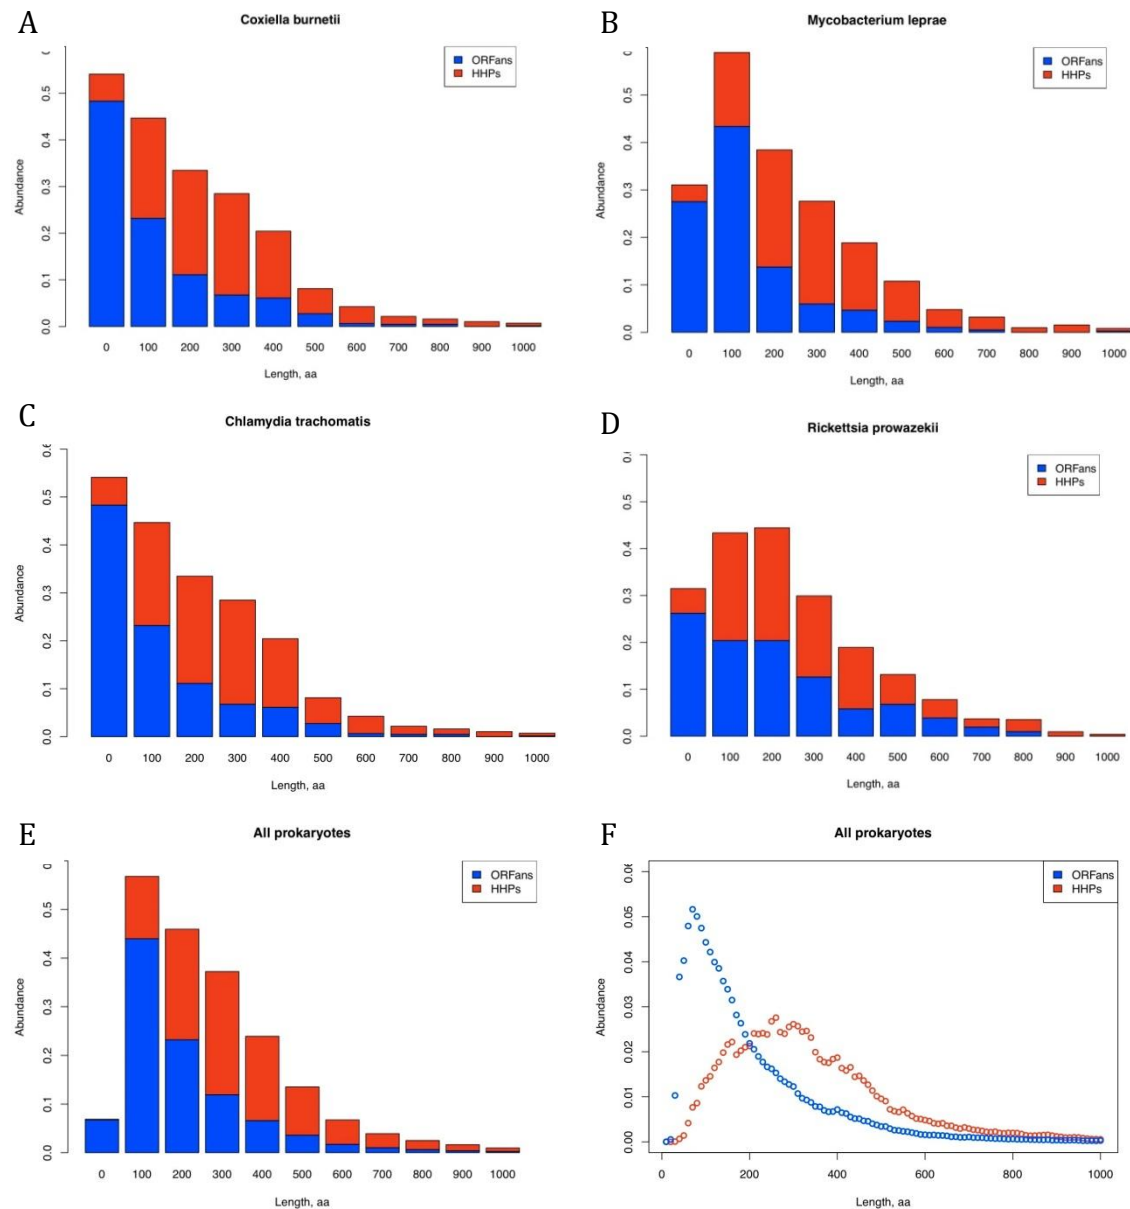 A
Coxiella burnetii
ORFans
HHPs
Abundance
0.0 0.1 0.2 0.3 0.4 0.5
0 100 200 300 400 500 600 700 800 900 1000
Length, aa
B
Mycobacterium leprae
ORFans
HHPs
Abundance
0.0 0.1 0.2 0.3 0.4 0.5
0 100 200 300 400 500 600 700 800 900 1000
Length, aa
C
Chlamydia trachomatis
Abundance
0.0 0.1 0.2 0.3 0.4 0.5
0 100 200 300 400 500 600 700 800 900 1000
Length, aa
D
Rickettsia prowazekii
ORFans
HHPs
Abundance
0.0 0.1 0.2 0.3 0.4 0.5
0 100 200 300 400 500 600 700 800 900 1000
Length, aa
E
All prokaryotes
ORFans
HHPs
Abundance
0.0 0.1 0.2 0.3 0.4 0.5
0 100 200 300 400 500 600 700 800 900 1000
Length, aa
F
All prokaryotes
ORFans
HHPs
Abundance
0.00 0.01 0.02 0.03 0.04 0.05 0.06
0 200 400 600 800 1000
Length, aa